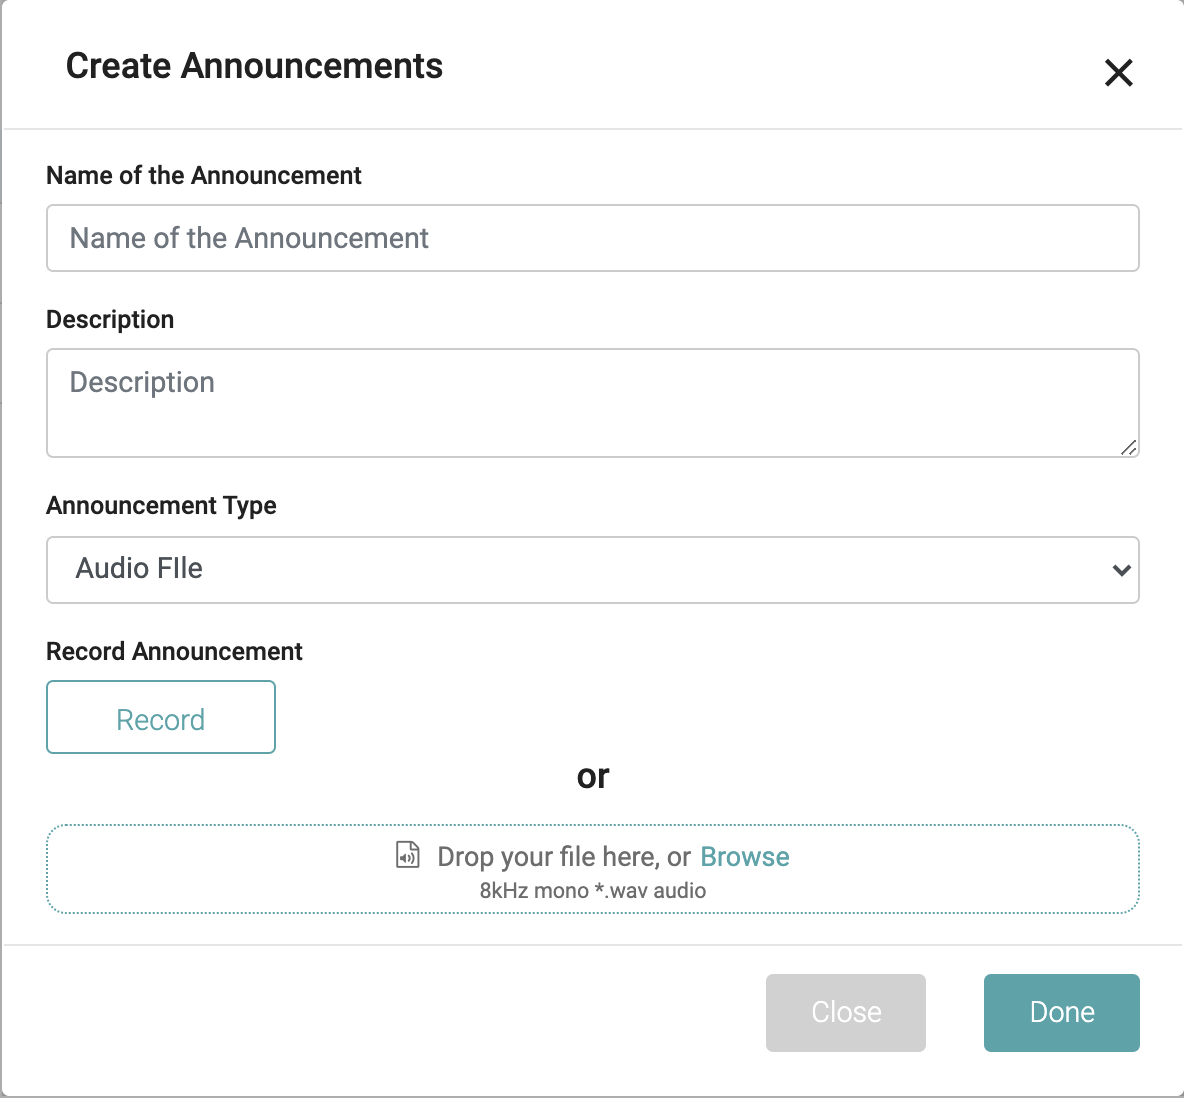 Create Announcements
Name of the Announcement
Name of the Announcement
Description
Description
Announcement Type
Audio FIle
Record Announcement
Record
or
Drop your file here, or Browse
8kHz mono *.wav audio
Close
Done